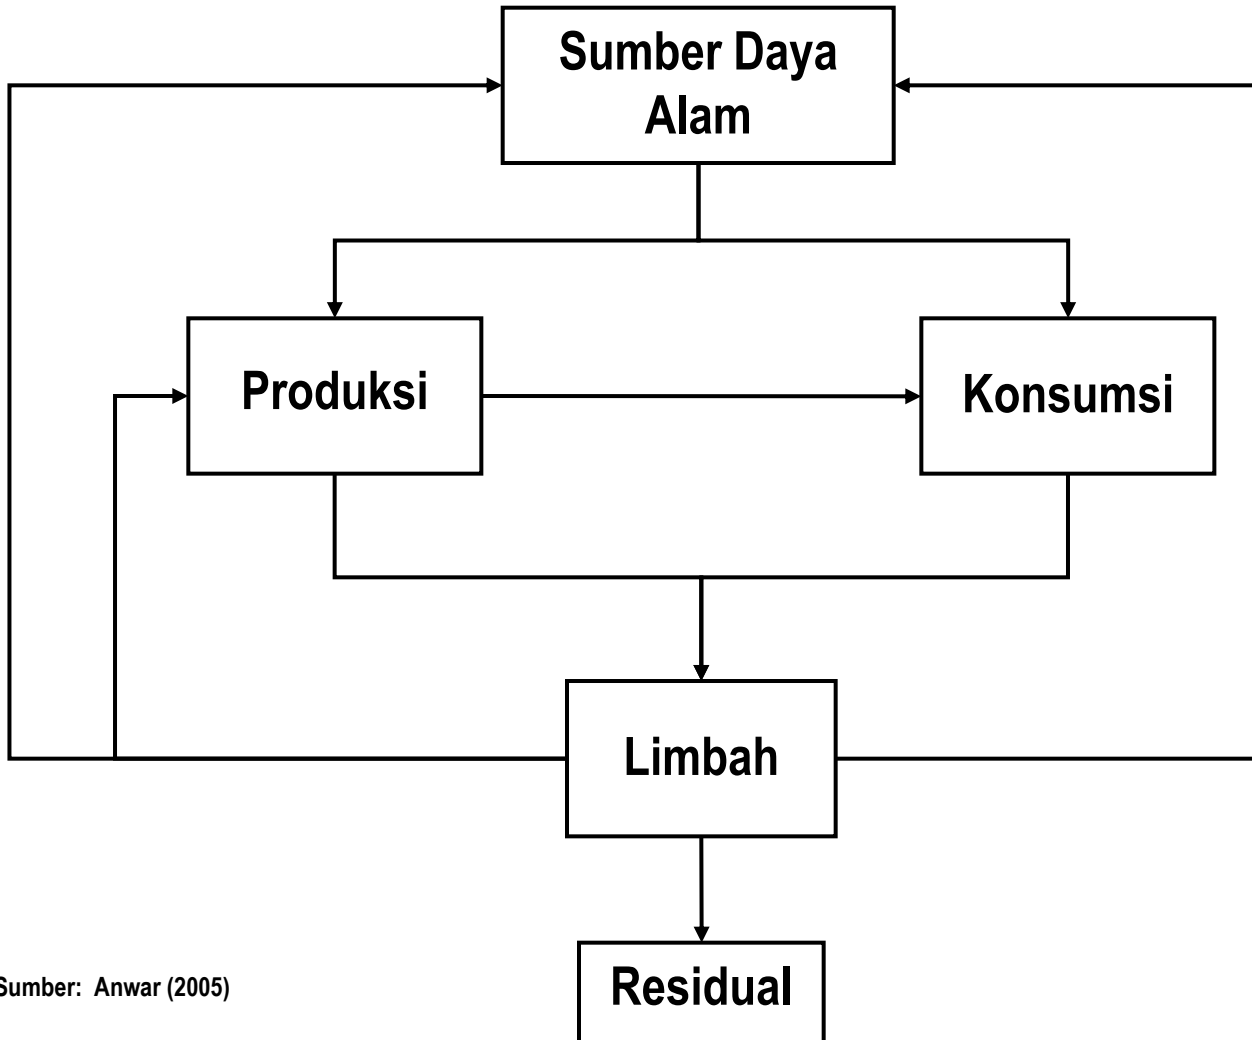 Sumber Daya
Alam
Produksi
Konsumsi
Limbah
Residual
Sumber: Anwar (2005)